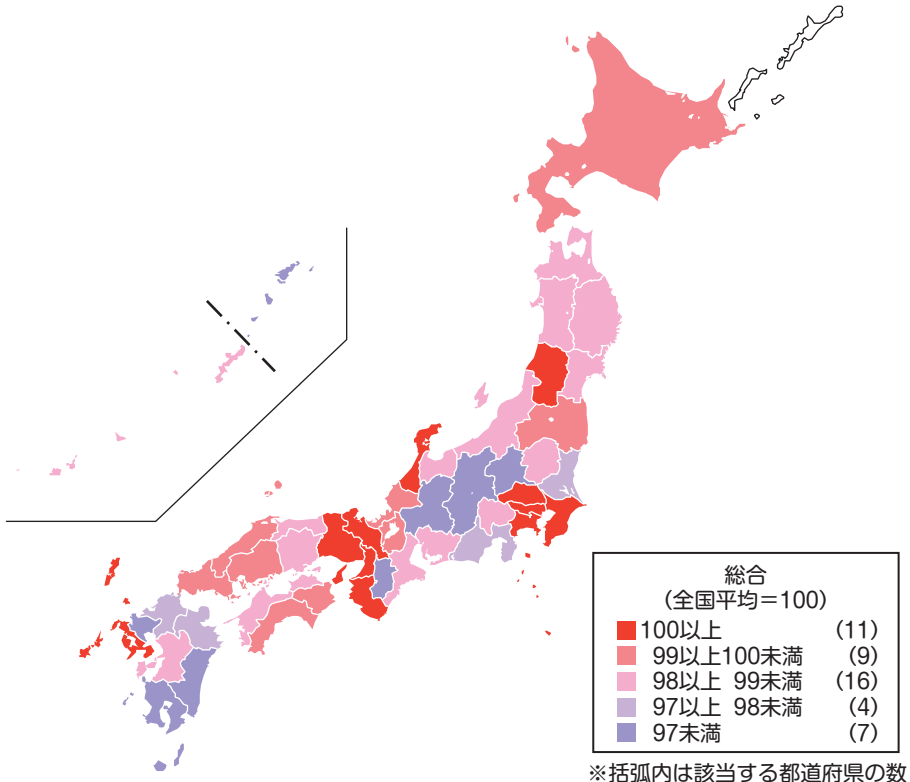 総合
(全国平均=100)
100以上 (11)
99以上100未満 (9)
98以上 99未満 (16)
97以上 98未満 (4)
97未満 (7)
※括弧内は該当する都道府県の数